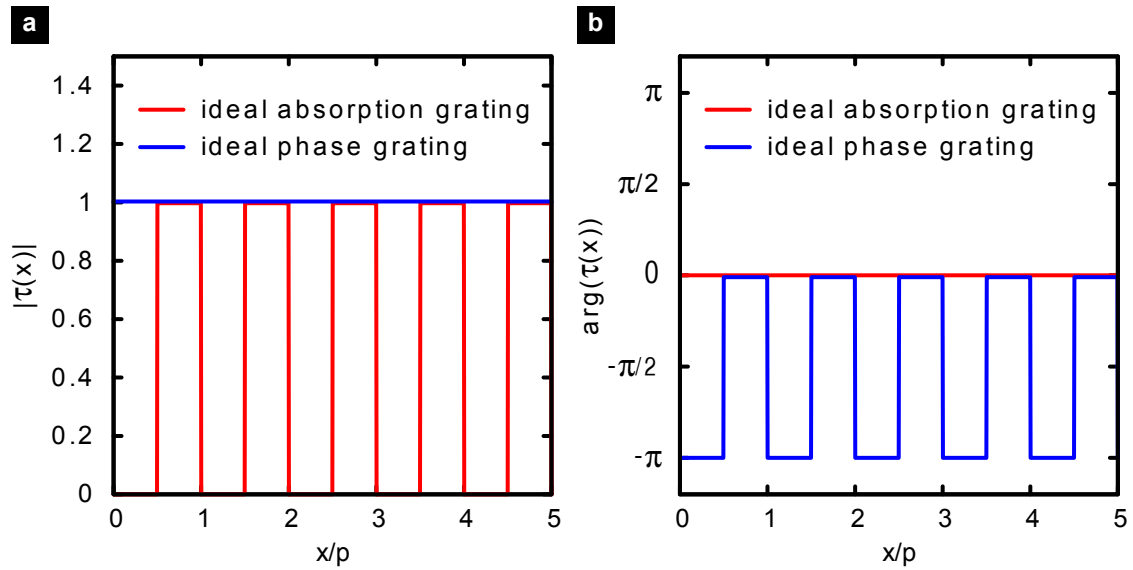 a
1.4
1.2
1
0.8
0.6
0.4
0.2
0
0 1 2 3 4 5
x/p
|τ(x)|
ideal absorption grating
ideal phase grating
b
π
π/2
0
-π/2
-π
0 1 2 3 4 5
x/p
arg(τ(x))
ideal absorption grating
ideal phase grating